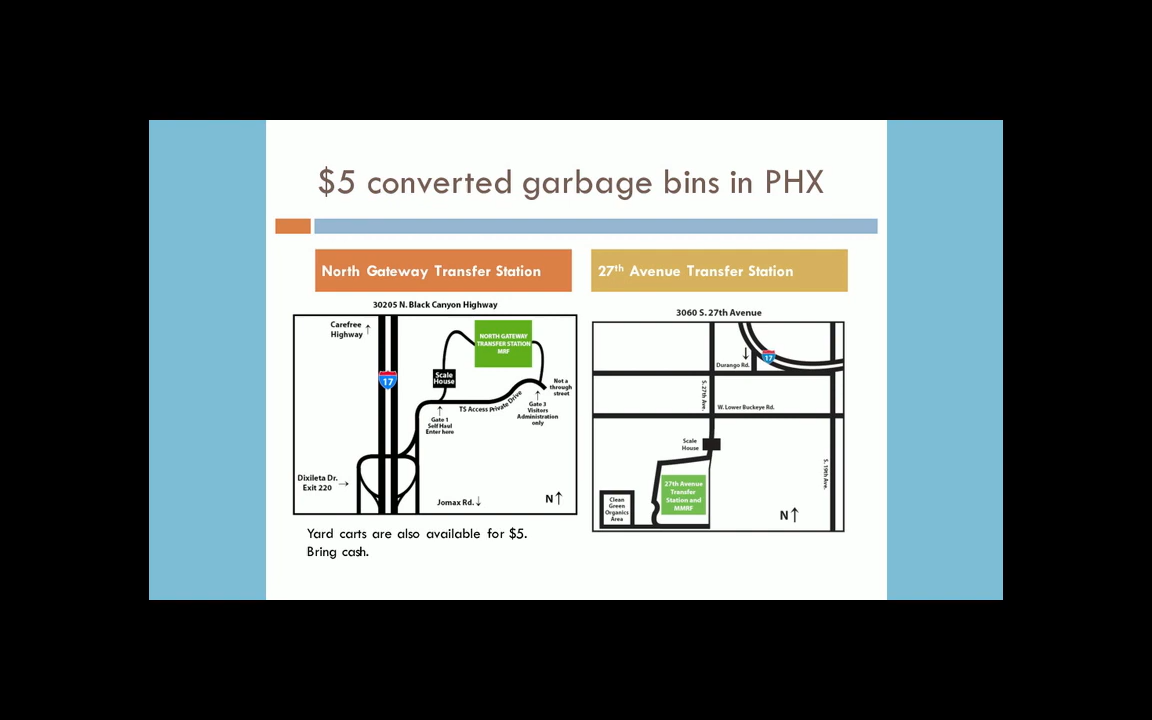 $5 converted garbage bins in PHX
North Gateway Transfer Station
30205 N. Black Canyon Highway
Carefree
Highway ↑
17
NORTH GATEWAY
TRANSFER STATION
MRF
Scale
House
Not a
through
street
TS Access Private Drive
↑
Gate 1
Self Haul
Enter here
↑
Gate 3
Visitors
Administration
only
Dixileta Dr.
Exit 220 →
Jomax Rd. ↓
N↑
Yard carts are also available for $5.
Bring cash.
27th Avenue Transfer Station
3060 S. 27th Avenue
↓
Durango Rd.
17
S. 27th Ave.
W. Lower Buckeye Rd.
Scale
House
S. 19th Ave.
27th Avenue
Transfer
Station and
MMRF
Clean
Green
Organics
Area
N↑